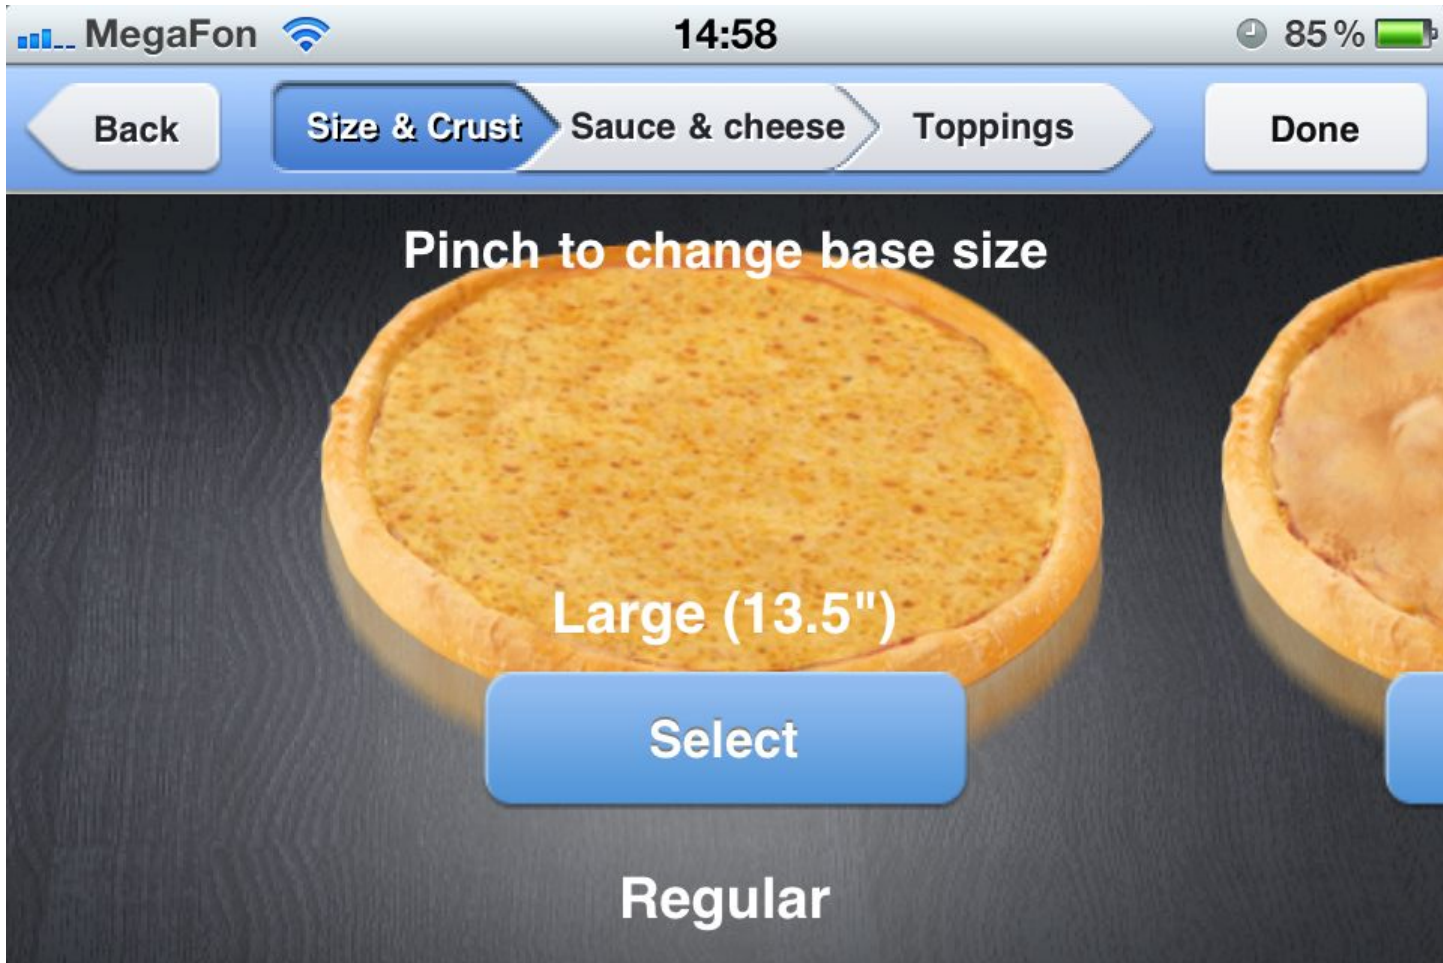 MegaFon 14:58 85%
Back Size & Crust Sauce & cheese Toppings Done
Pinch to change base size
Large (13.5")
Select
Regular